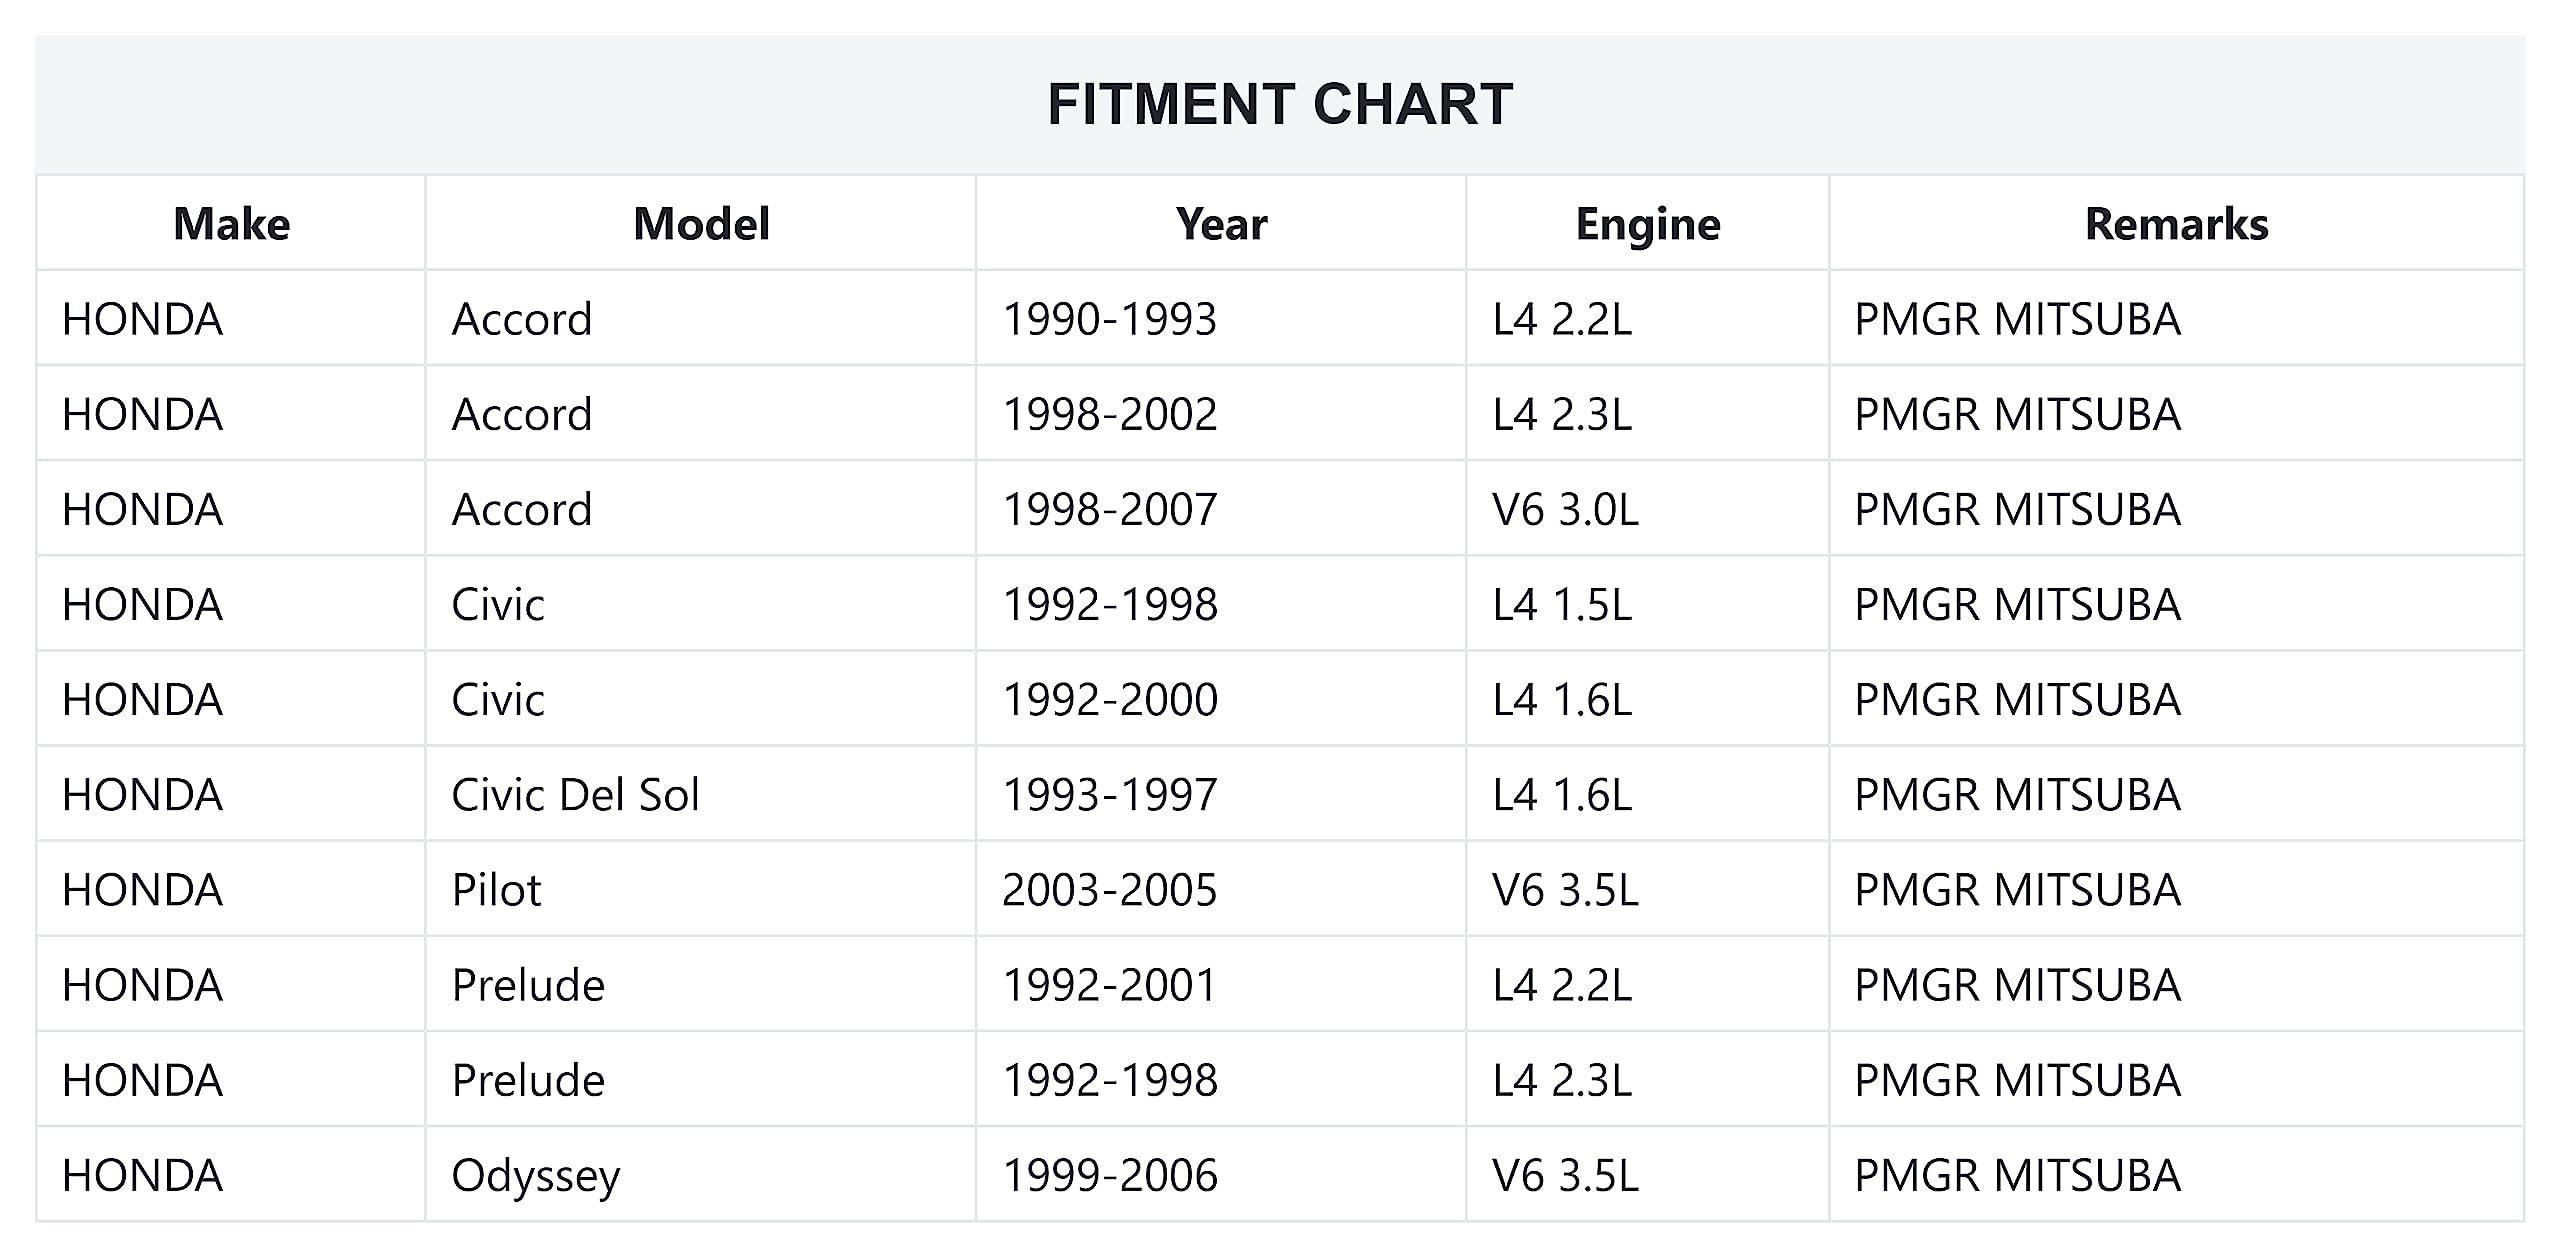 FITMENT CHART
Make Model Year Engine Remarks
HONDA Accord 1990-1993 L4 2.2L PMGR MITSUBA
HONDA Accord 1998-2002 L4 2.3L PMGR MITSUBA
HONDA Accord 1998-2007 V6 3.0L PMGR MITSUBA
HONDA Civic 1992-1998 L4 1.5L PMGR MITSUBA
HONDA Civic 1992-2000 L4 1.6L PMGR MITSUBA
HONDA Civic Del Sol 1993-1997 L4 1.6L PMGR MITSUBA
HONDA Pilot 2003-2005 V6 3.5L PMGR MITSUBA
HONDA Prelude 1992-2001 L4 2.2L PMGR MITSUBA
HONDA Prelude 1992-1998 L4 2.3L PMGR MITSUBA
HONDA Odyssey 1999-2006 V6 3.5L PMGR MITSUBA